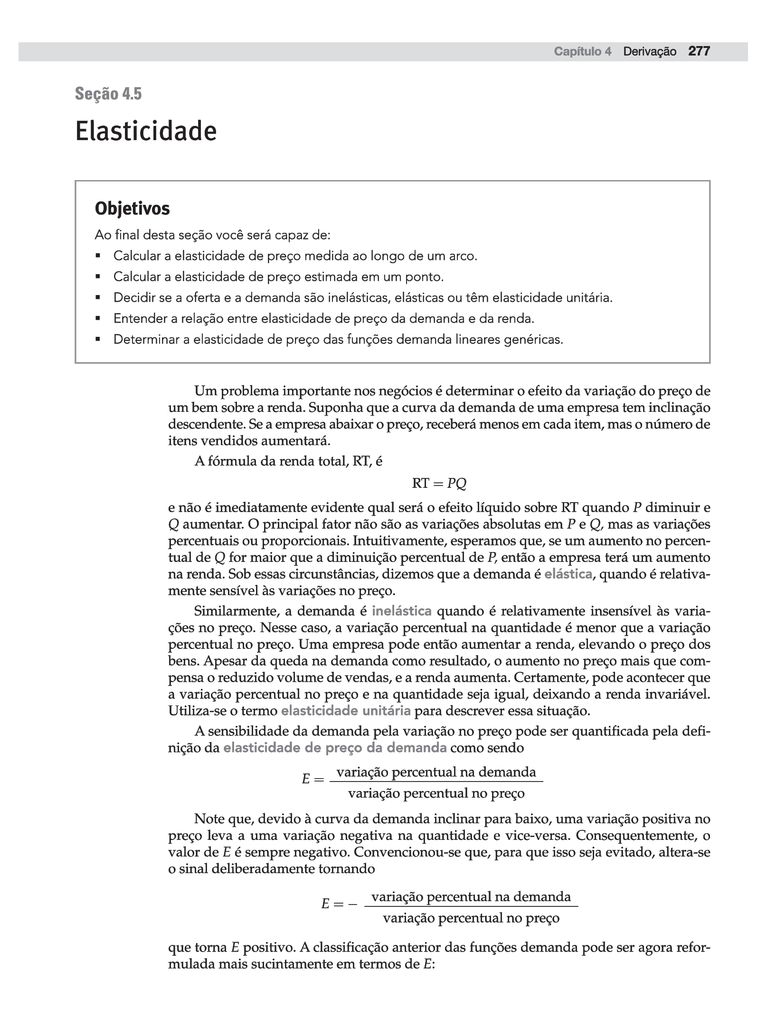 Capítulo 4 Derivação 277
Seção 4.5
Elasticidade
Objetivos
Ao final desta seção você será capaz de:
▪ Calcular a elasticidade de preço medida ao longo de um arco.
▪ Calcular a elasticidade de preço estimada em um ponto.
▪ Decidir se a oferta e a demanda são inelásticas, elásticas ou têm elasticidade unitária.
▪ Entender a relação entre elasticidade de preço da demanda e da renda.
▪ Determinar a elasticidade de preço das funções demanda lineares genéricas.
Um problema importante nos negócios é determinar o efeito da variação do preço de
um bem sobre a renda. Suponha que a curva da demanda de uma empresa tem inclinação
descendente. Se a empresa abaixar o preço, receberá menos em cada item, mas o número de
itens vendidos aumentará.
A fórmula da renda total, RT, é
RT = PQ
e não é imediatamente evidente qual será o efeito líquido sobre RT quando P diminuir e
Q aumentar. O principal fator não são as variações absolutas em P e Q, mas as variações
percentuais ou proporcionais. Intuitivamente, esperamos que, se um aumento no percen-
tual de Q for maior que a diminuição percentual de P, então a empresa terá um aumento
na renda. Sob essas circunstâncias, dizemos que a demanda é elástica, quando é relativa-
mente sensível às variações no preço.
Similarmente, a demanda é inelástica quando é relativamente insensível às varia-
ções no preço. Nesse caso, a variação percentual na quantidade é menor que a variação
percentual no preço. Uma empresa pode então aumentar a renda, elevando o preço dos
bens. Apesar da queda na demanda como resultado, o aumento no preço mais que com-
pensa o reduzido volume de vendas, e a renda aumenta. Certamente, pode acontecer que
a variação percentual no preço e na quantidade seja igual, deixando a renda invariável.
Utiliza-se o termo elasticidade unitária para descrever essa situação.
A sensibilidade da demanda pela variação no preço pode ser quantificada pela defi-
nição da elasticidade de preço da demanda como sendo
E = variação percentual na demanda
variação percentual no preço
Note que, devido à curva da demanda inclinar para baixo, uma variação positiva no
preço leva a uma variação negativa na quantidade e vice-versa. Consequentemente, o
valor de E é sempre negativo. Convencionou-se que, para que isso seja evitado, altera-se
o sinal deliberadamente tornando
E = − variação percentual na demanda
variação percentual no preço
que torna E positivo. A classificação anterior das funções demanda pode ser agora refor-
mulada mais sucintamente em termos de E: